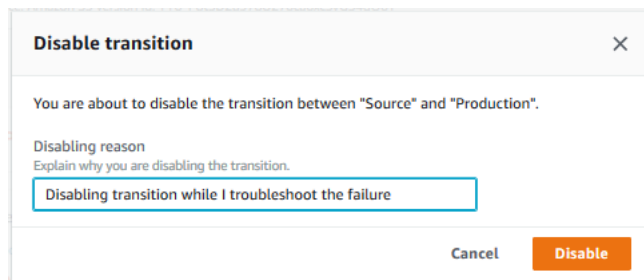 Disable transition
You are about to disable the transition between "Source" and "Production".
Disabling reason
Explain why you are disabling the transition.
Disabling transition while I troubleshoot the failure
Cancel
Disable